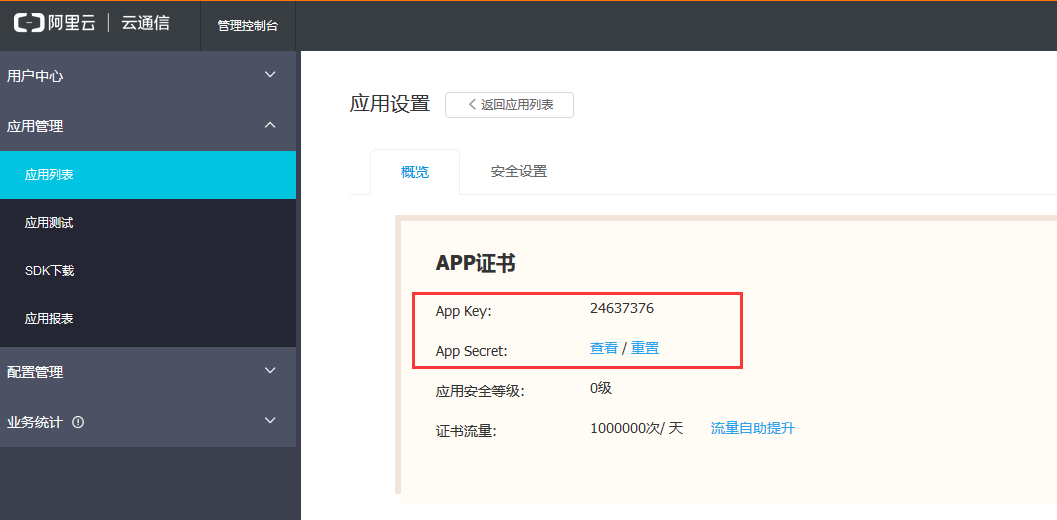 阿里云 云通信 管理控制台
用户中心
应用管理
应用列表
应用测试
SDK下载
应用报表
配置管理
业务统计
应用设置 返回应用列表
概览 安全设置
APP证书
App Key: 24637376
App Secret: 查看 / 重置
应用安全等级: 0级
证书流量: 1000000次/ 天 流量自助提升